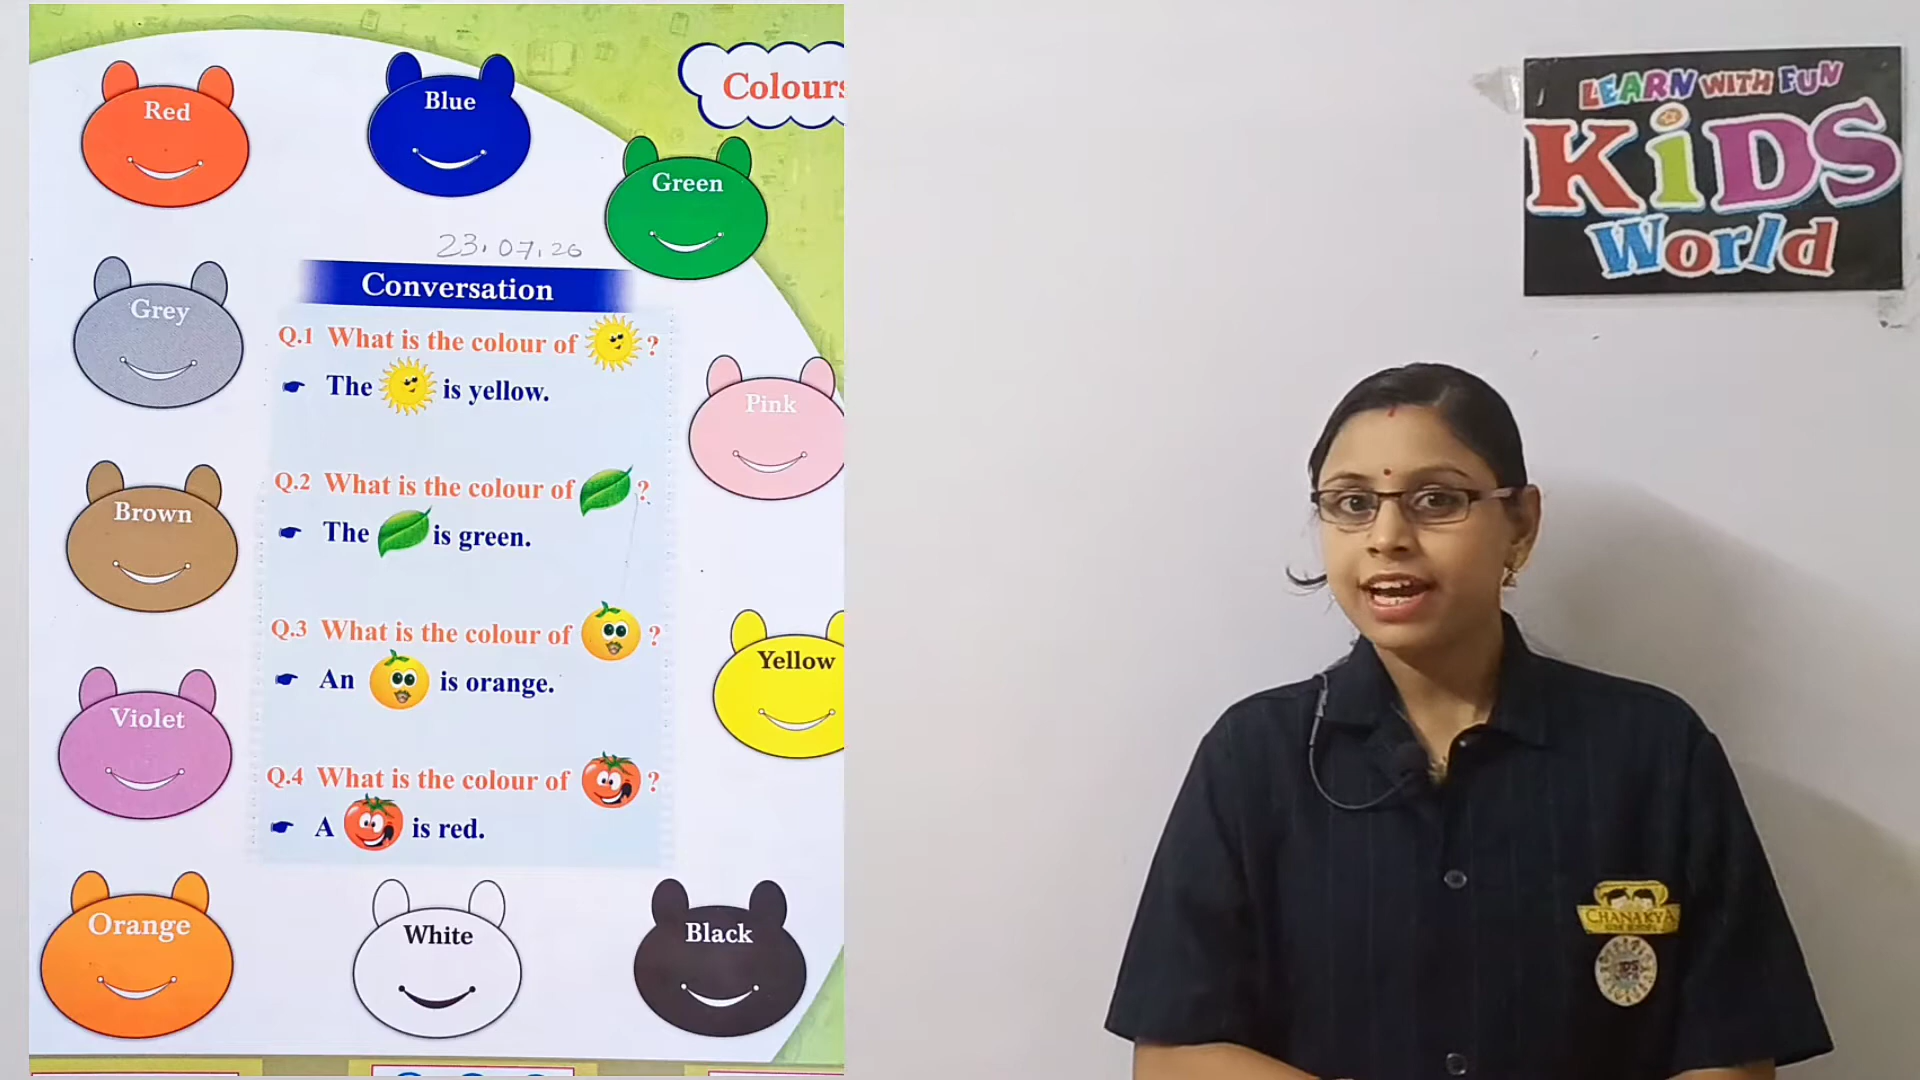 Colours
Red
Blue
Green
23.07.26
Grey
Conversation
Q.1 What is the colour of ?
The is yellow.
Pink
Brown
Q.2 What is the colour of ?
The is green.
Q.3 What is the colour of ?
An is orange.
Yellow
Violet
Q.4 What is the colour of ?
A is red.
Orange
White
Black
LEARN WITH FUN
KiDS
World
CHANAKYA